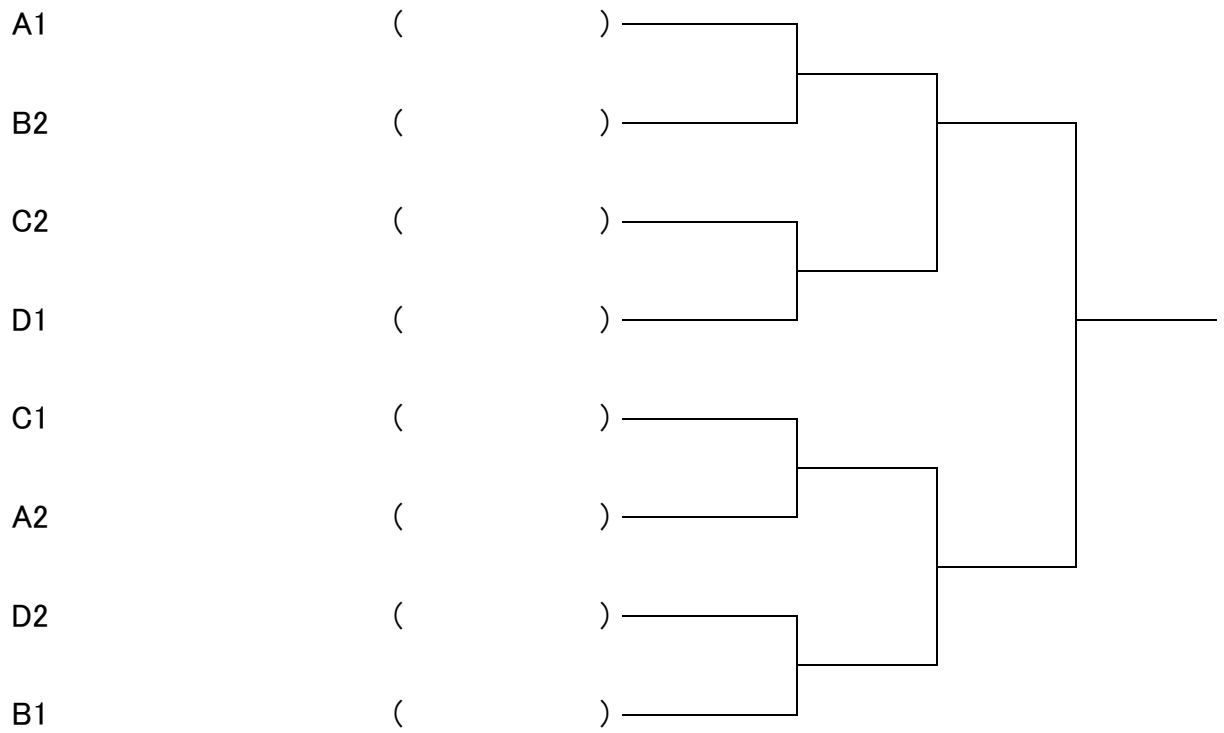 A1 ( )
B2 ( )
C2 ( )
D1 ( )
C1 ( )
A2 ( )
D2 ( )
B1 ( )